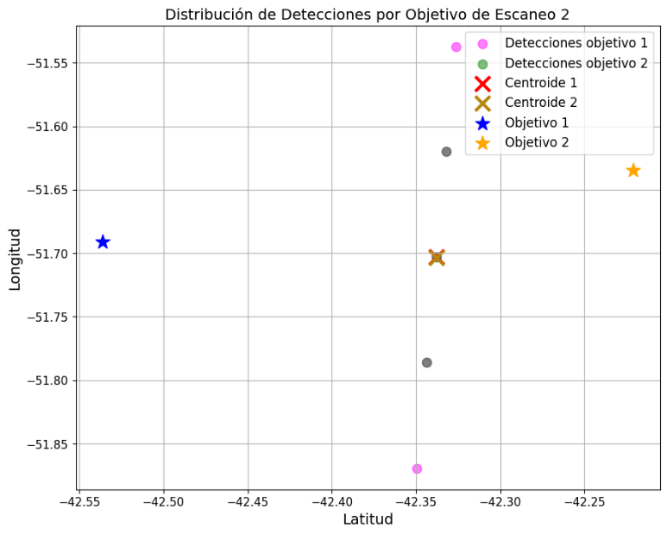 Distribución de Detecciones por Objetivo de Escaneo 2
Detecciones objetivo 1
Detecciones objetivo 2
Centroide 1
Centroide 2
Objetivo 1
Objetivo 2
Longitud
−51.55
−51.60
−51.65
−51.70
−51.75
−51.80
−51.85
−42.55
−42.50
−42.45
−42.40
−42.35
−42.30
−42.25
Latitud